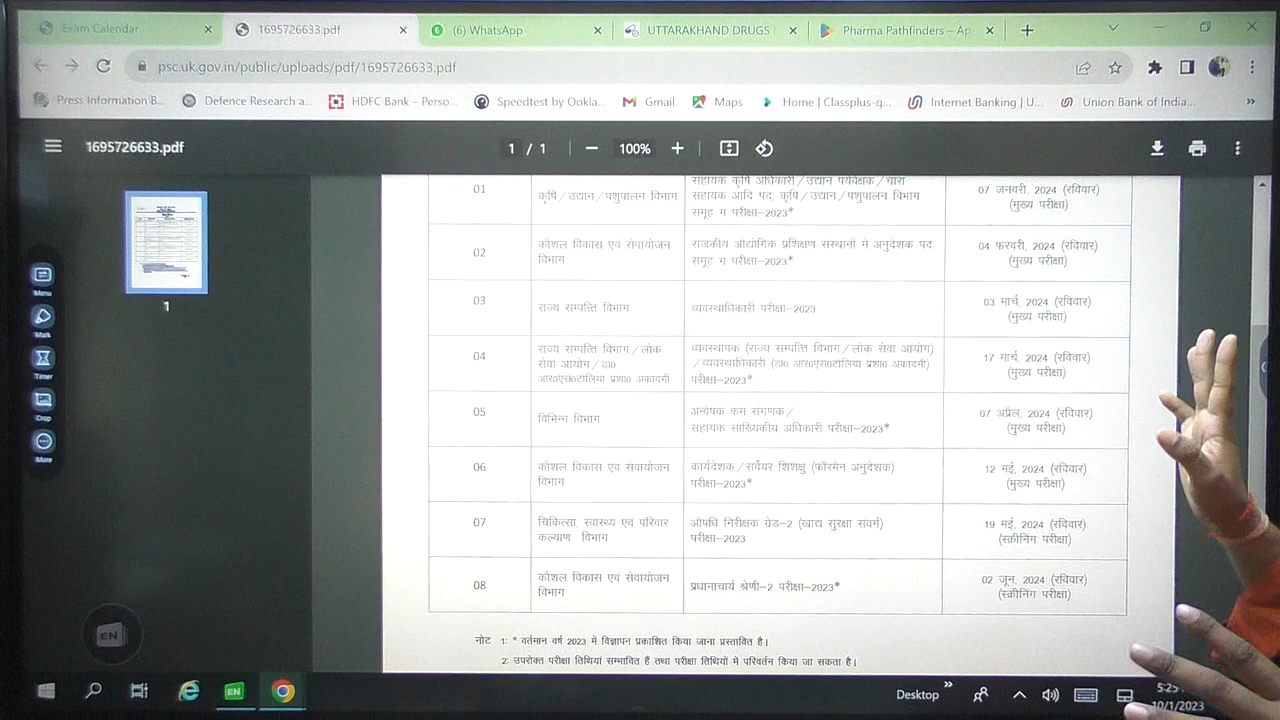 Exam Calendar
1695726633.pdf
(6) WhatsApp
UTTARAKHAND DRUGS
Pharma Pathfinders – Ap
psc.uk.gov.in/public/uploads/pdf/1695726633.pdf
Press Information B...
Defence Research a...
HDFC Bank – Perso...
Speedtest by Ookla...
Gmail
Maps
Home | Classplus-q...
Internet Banking | U...
Union Bank of India...
1695726633.pdf
1 / 1
100%
01
कृषि/उद्यान/पशुपालन विभाग
सहायक कृषि अधिकारी/उद्यान पर्यवेक्षक/चारा
सहायक आदि पद, कृषि/उद्यान/पशुपालन विभाग
समूह ग परीक्षा–2023*
07 जनवरी, 2024 (रविवार)
(मुख्य परीक्षा)
02
कौशल विकास एवं सेवायोजन
विभाग
राजकीय औद्योगिक प्रशिक्षण संस्थानों में अनुदेशक पद
समूह ग परीक्षा–2023*
04 फरवरी, 2024 (रविवार)
(मुख्य परीक्षा)
03
राज्य सम्पत्ति विभाग
व्यवस्थाधिकारी परीक्षा–2023
03 मार्च, 2024 (रविवार)
(मुख्य परीक्षा)
04
राज्य सम्पत्ति विभाग/लोक
सेवा आयोग/डा0
आर0एस0टोलिया प्रशा0 अकादमी
व्यवस्थापक (राज्य सम्पत्ति विभाग/लोक सेवा आयोग)
/व्यवस्थाधिकारी (डा0 आर0एस0टोलिया प्रशा0 अकादमी)
परीक्षा–2023*
17 मार्च, 2024 (रविवार)
(मुख्य परीक्षा)
05
विभिन्न विभाग
अन्वेषक कम संगणक/
सहायक सांख्यिकीय अधिकारी परीक्षा–2023*
07 अप्रैल, 2024 (रविवार)
(मुख्य परीक्षा)
06
कौशल विकास एवं सेवायोजन
विभाग
कार्यदेशक/सर्वेयर शिशिक्षु (फोरमैन अनुदेशक)
परीक्षा–2023*
12 मई, 2024 (रविवार)
(मुख्य परीक्षा)
07
चिकित्सा, स्वास्थ्य एवं परिवार
कल्याण विभाग
औषधि निरीक्षक ग्रेड–2 (खाद्य सुरक्षा संवर्ग)
परीक्षा–2023
19 मई, 2024 (रविवार)
(स्क्रीनिंग परीक्षा)
08
कौशल विकास एवं सेवायोजन
विभाग
प्रधानाचार्य श्रेणी–2 परीक्षा–2023*
02 जून, 2024 (रविवार)
(स्क्रीनिंग परीक्षा)
नोट 1: * वर्तमान वर्ष 2023 में विज्ञापन प्रकाशित किया जाना प्रस्तावित है।
2: उपरोक्त परीक्षा तिथियां सम्भावित हैं तथा परीक्षा तिथियों में परिवर्तन किया जा सकता है।
1
Menu
Mark
Timer
Crop
More
EN
EN
Desktop
5:25
10/1/2023